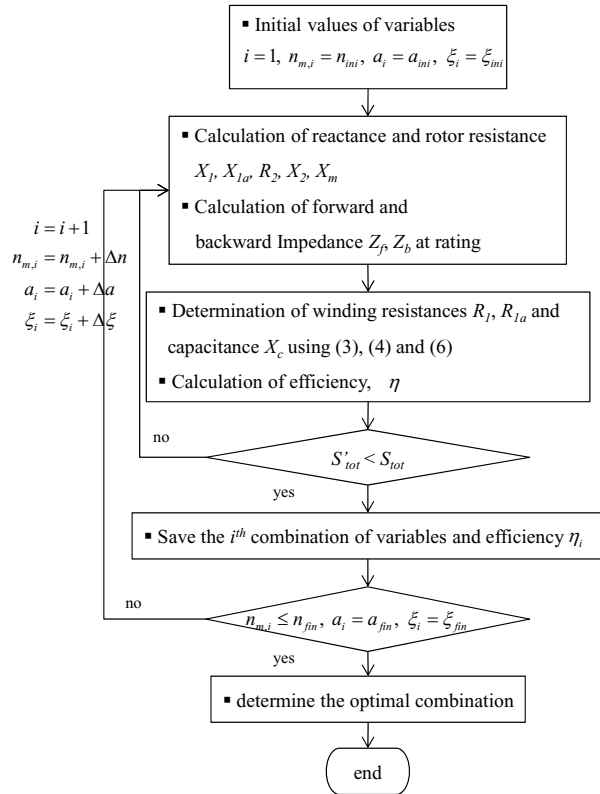 ▪ Initial values of variables
i = 1, n_{m,i} = n_{ini}, a_i = a_{ini}, ξ_i = ξ_{ini}
▪ Calculation of reactance and rotor resistance
X_1, X_{1a}, R_2, X_2, X_m
▪ Calculation of forward and
backward Impedance Z_f, Z_b at rating
i = i+1
n_{m,i} = n_{m,i} + Δn
a_i = a_i + Δa
ξ_i = ξ_i + Δξ
▪ Determination of winding resistances R_1, R_{1a} and
capacitance X_c using (3), (4) and (6)
▪ Calculation of efficiency, η
no
S'_{tot} < S_{tot}
yes
▪ Save the i^{th} combination of variables and efficiency η_i
no
n_{m,i} ≤ n_{fin}, a_i = a_{fin}, ξ_i = ξ_{fin}
yes
▪ determine the optimal combination
end